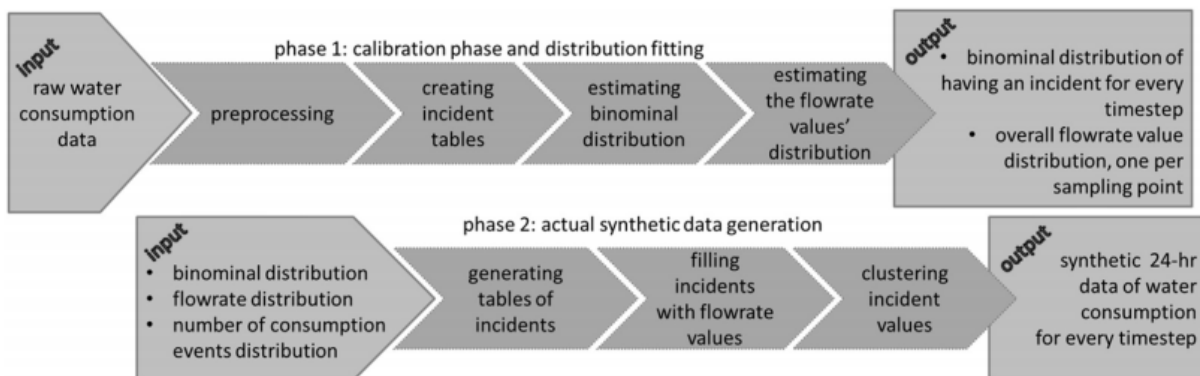 input
raw water
consumption
data
phase 1: calibration phase and distribution fitting
preprocessing
creating
incident
tables
estimating
binominal
distribution
estimating
the flowrate
values'
distribution
output
• binominal distribution of
having an incident for every
timestep
• overall flowrate value
distribution, one per
sampling point
phase 2: actual synthetic data generation
input
• binominal distribution
• flowrate distribution
• number of consumption
events distribution
generating
tables of
incidents
filling
incidents
with flowrate
values
clustering
incident
values
output
synthetic 24-hr
data of water
consumption
for every timestep